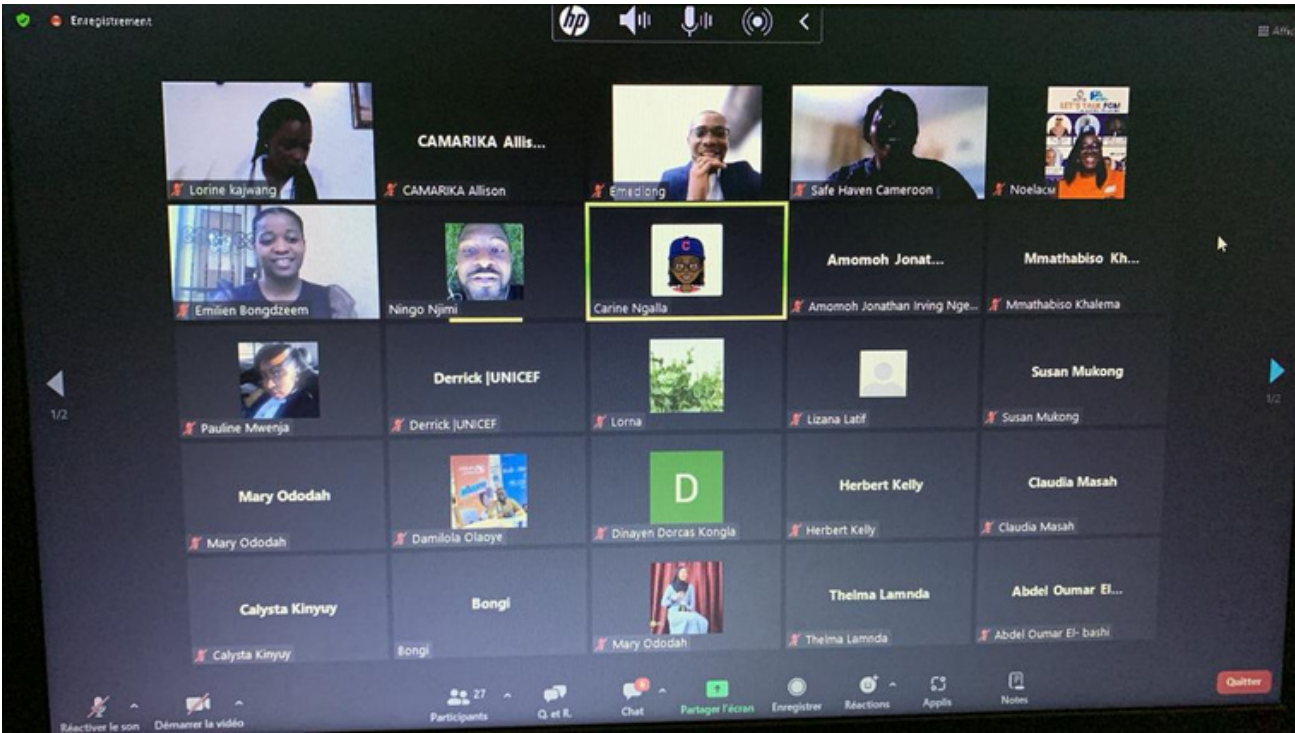 Enregistrement
hp
Lorine kajwang
CAMARIKA Allis...
CAMARIKA Allison
Emediong
Safe Haven Cameroon
LET'S TALK FGM
Noelacm
Emilien Bongdzeem
Ningo Njimi
C
Carine Ngalla
Amomoh Jonat...
Amomoh Jonathan Irving Nge...
Mmathabiso Kh...
Mmathabiso Khalema
1/2
1/2
Pauline Mwenja
Derrick |UNICEF
Derrick |UNICEF
Lorna
Lizana Latif
Susan Mukong
Susan Mukong
Mary Ododah
Mary Ododah
Damilola Olaoye
D
Dinayen Dorcas Kongla
Herbert Kelly
Herbert Kelly
Claudia Masah
Claudia Masah
Calysta Kinyuy
Calysta Kinyuy
Bongi
Bongi
Mary Ododah
Thelma Lamnda
Thelma Lamnda
Abdel Oumar El...
Abdel Oumar El- bashi
Réactiver le son
Démarrer la vidéo
27
Participants
Q. et R.
6
Chat
Partager l'écran
Enregistrer
Réactions
Applis
Notes
Quitter